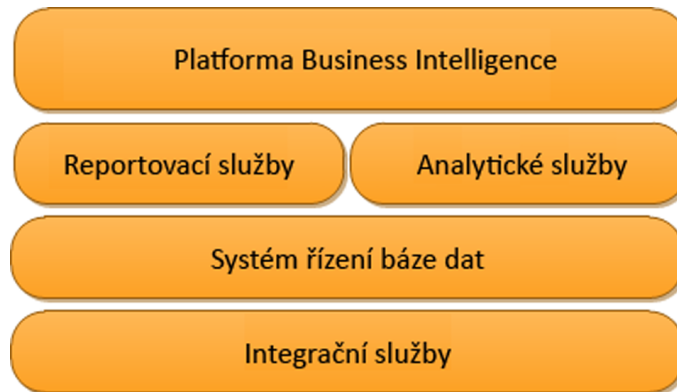 Platforma Business Intelligence
Reportovací služby
Analytické služby
Systém řízení báze dat
Integrační služby